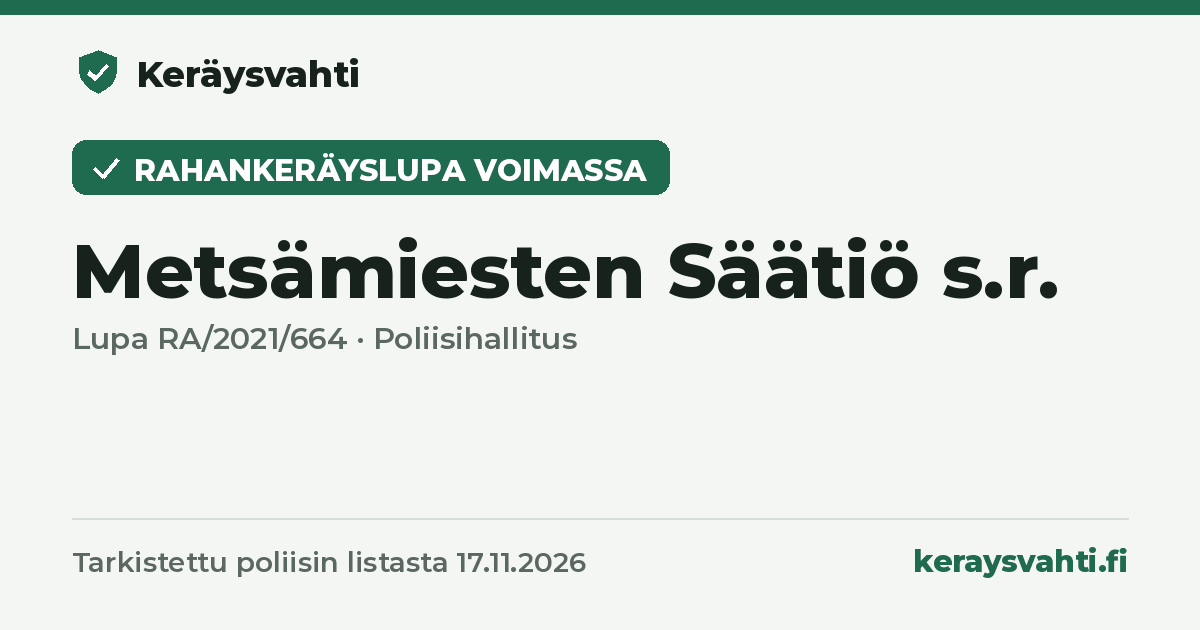 Keräysvahti
RAHANKERÄYSLUPA VOIMASSA
Metsämiesten Säätiö s.r.
Lupa RA/2021/664 · Poliisihallitus
Tarkistettu poliisin listasta 17.11.2026
keraysvahti.fi